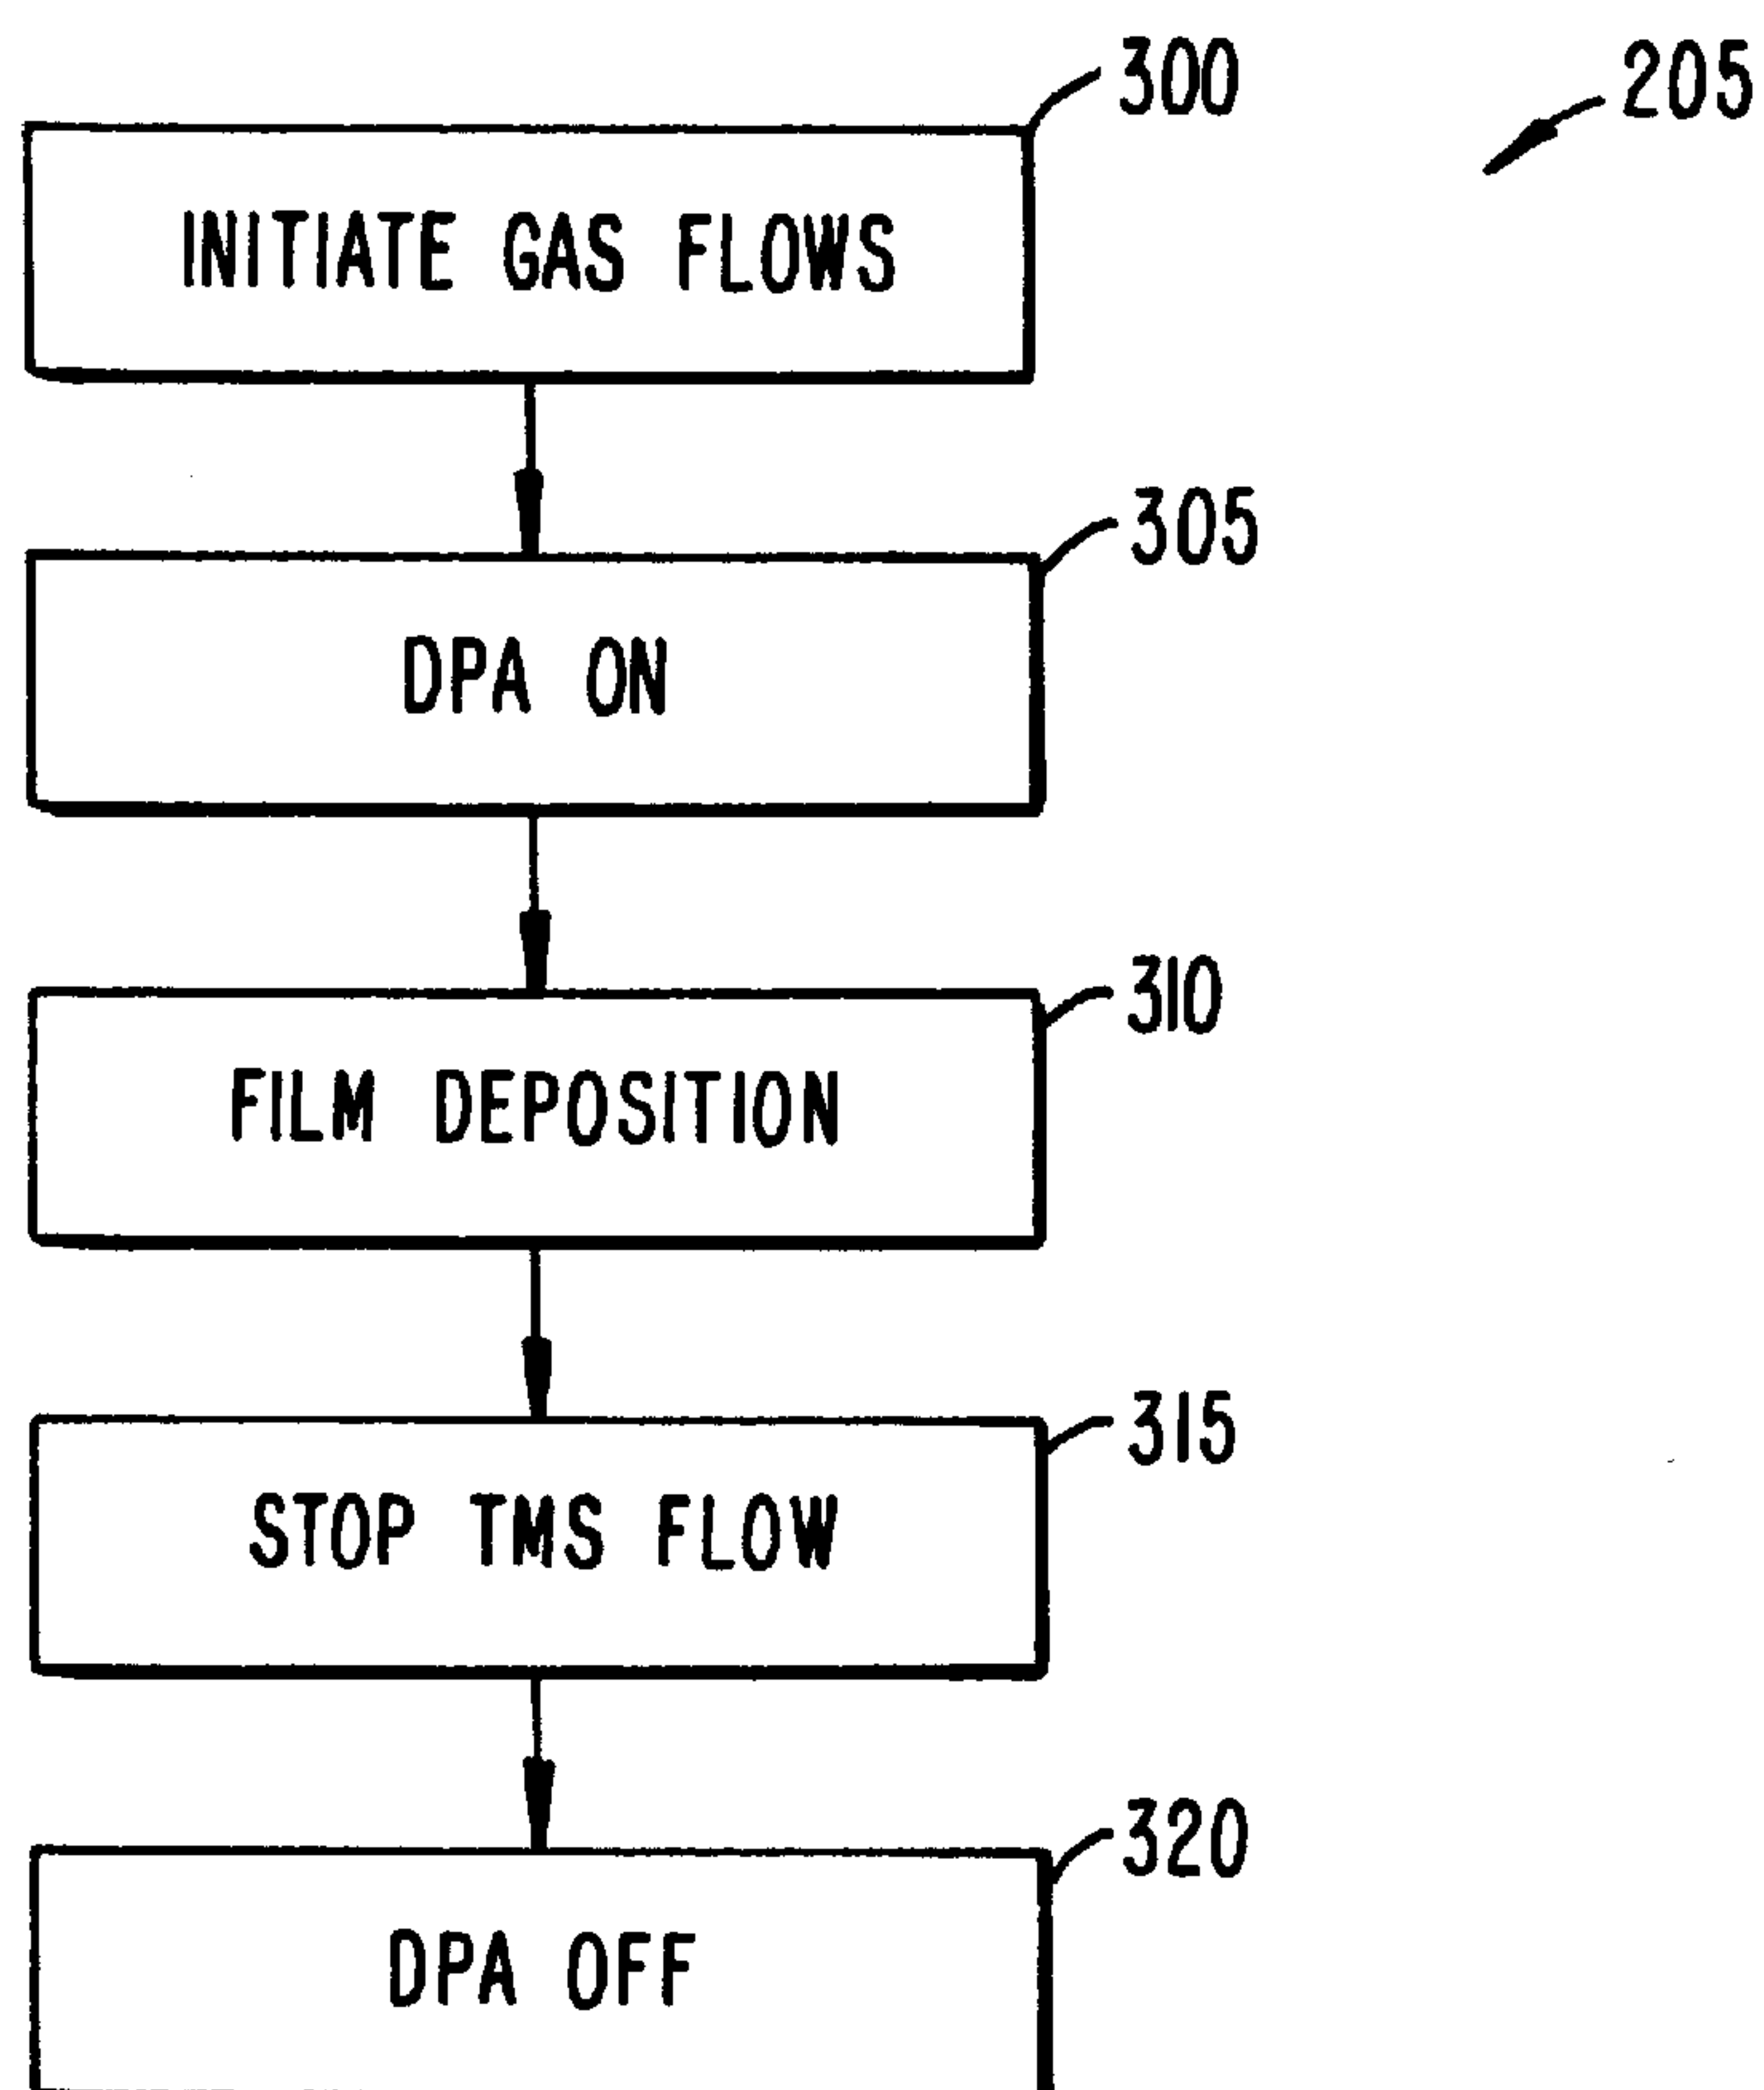 300
205
INITIATE GAS FLOWS
305
DPA ON
310
FILM DEPOSITION
315
STOP TMS FLOW
320
DPA OFF